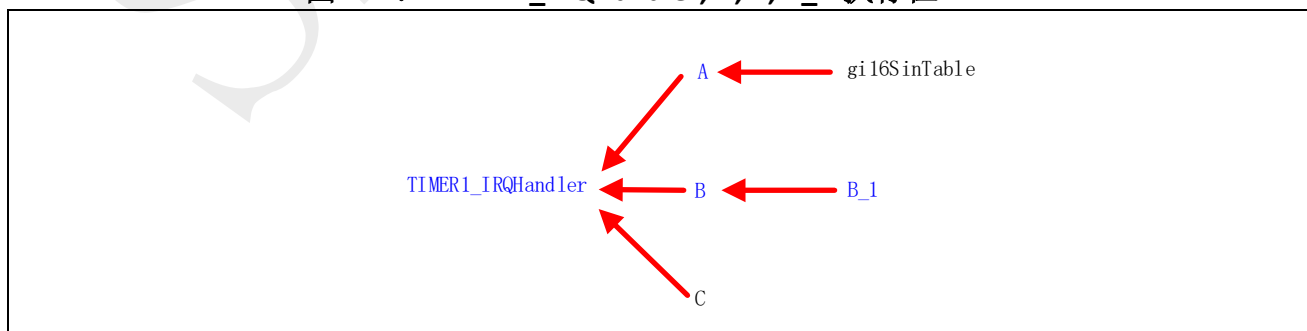 A
gi16SinTable
TIMER1_IRQHandler
B
B_1
C